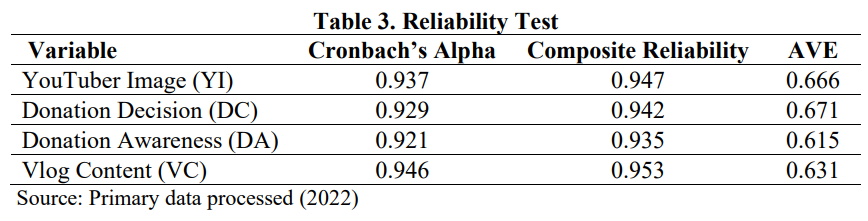 Table 3. Reliability Test
Variable Cronbach's Alpha Composite Reliability AVE
YouTuber Image (YI) 0.937 0.947 0.666
Donation Decision (DC) 0.929 0.942 0.671
Donation Awareness (DA) 0.921 0.935 0.615
Vlog Content (VC) 0.946 0.953 0.631
Source: Primary data processed (2022)